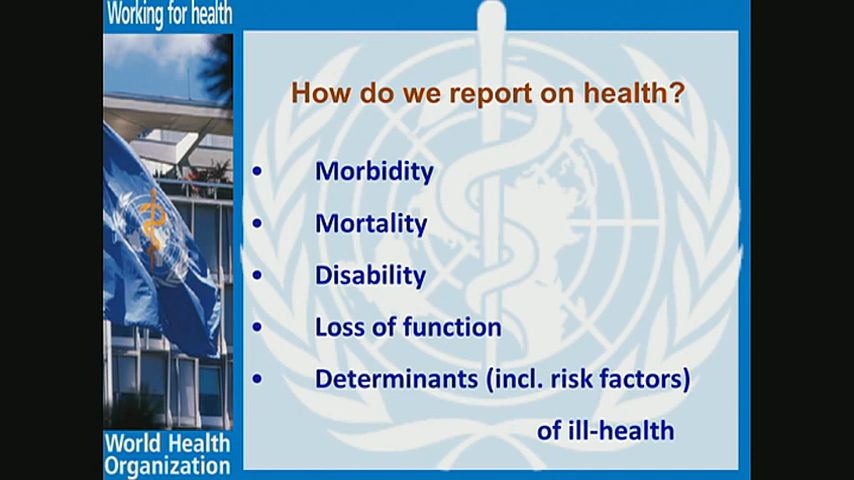 Working for health
How do we report on health?
• Morbidity
• Mortality
• Disability
• Loss of function
• Determinants (incl. risk factors)
of ill-health
World Health
Organization